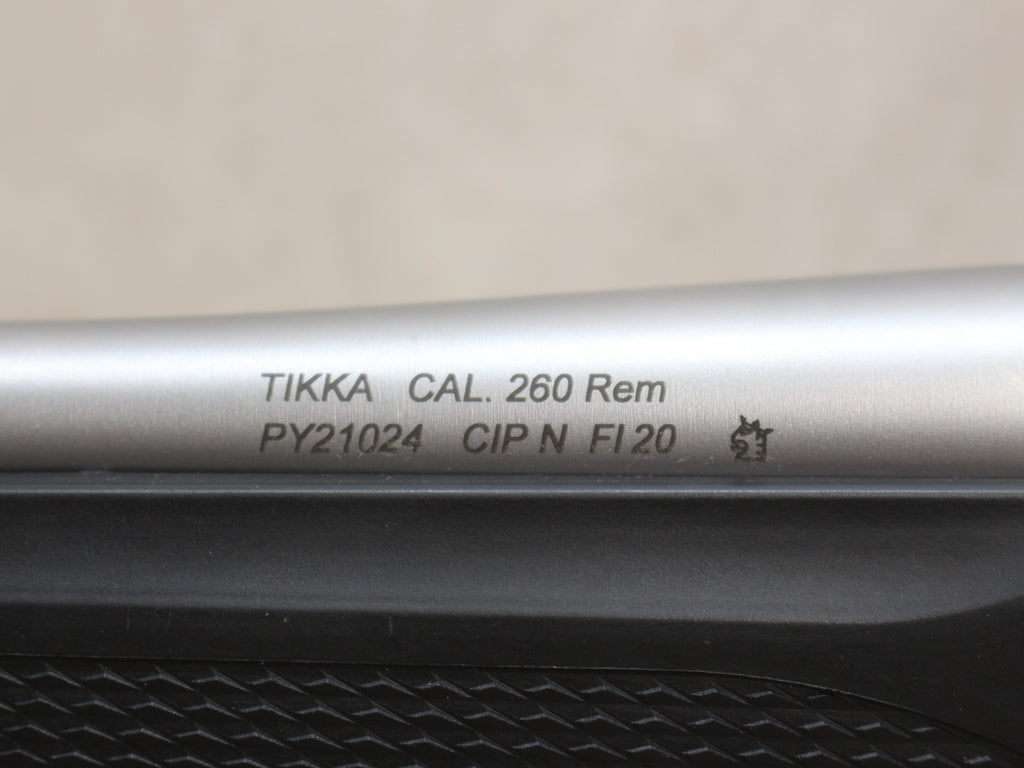 TIKKA CAL. 260 Rem
PY21024 CIP N FI 20